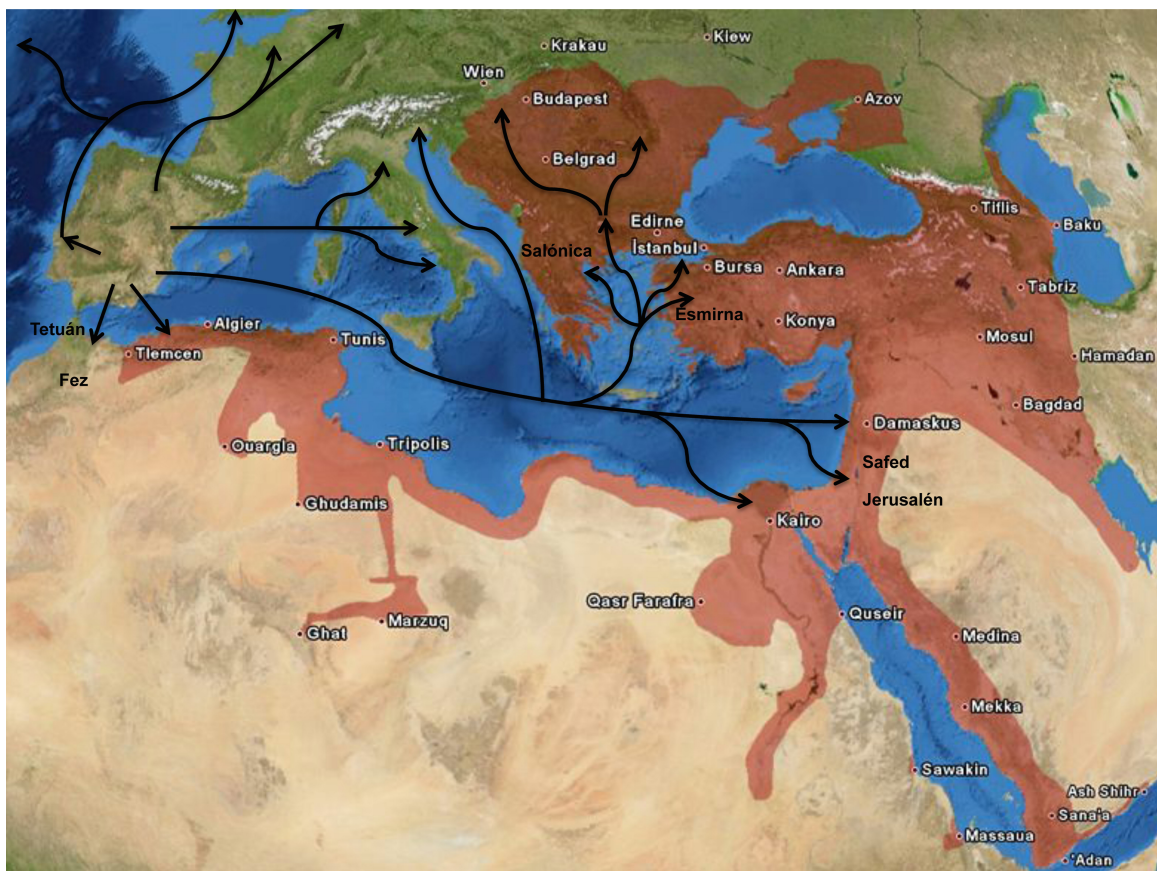 Krakau
Kiew
Wien
Budapest
Azov
Belgrad
Tiflis
Edirne
Baku
Salónica
İstanbul
Bursa
Ankara
Tabriz
Esmirna
Konya
Tetuán
Algier
Tunis
Mosul
Tlemcen
Hamadan
Fez
Bagdad
Damaskus
Ouargla
Tripolis
Safed
Jerusalén
Ghudamis
Kairo
Qasr Farafra
Quseir
Marzuq
Ghat
Medina
Mekka
Sawakin
Ash Shihr
Sana'a
Massaua
'Adan